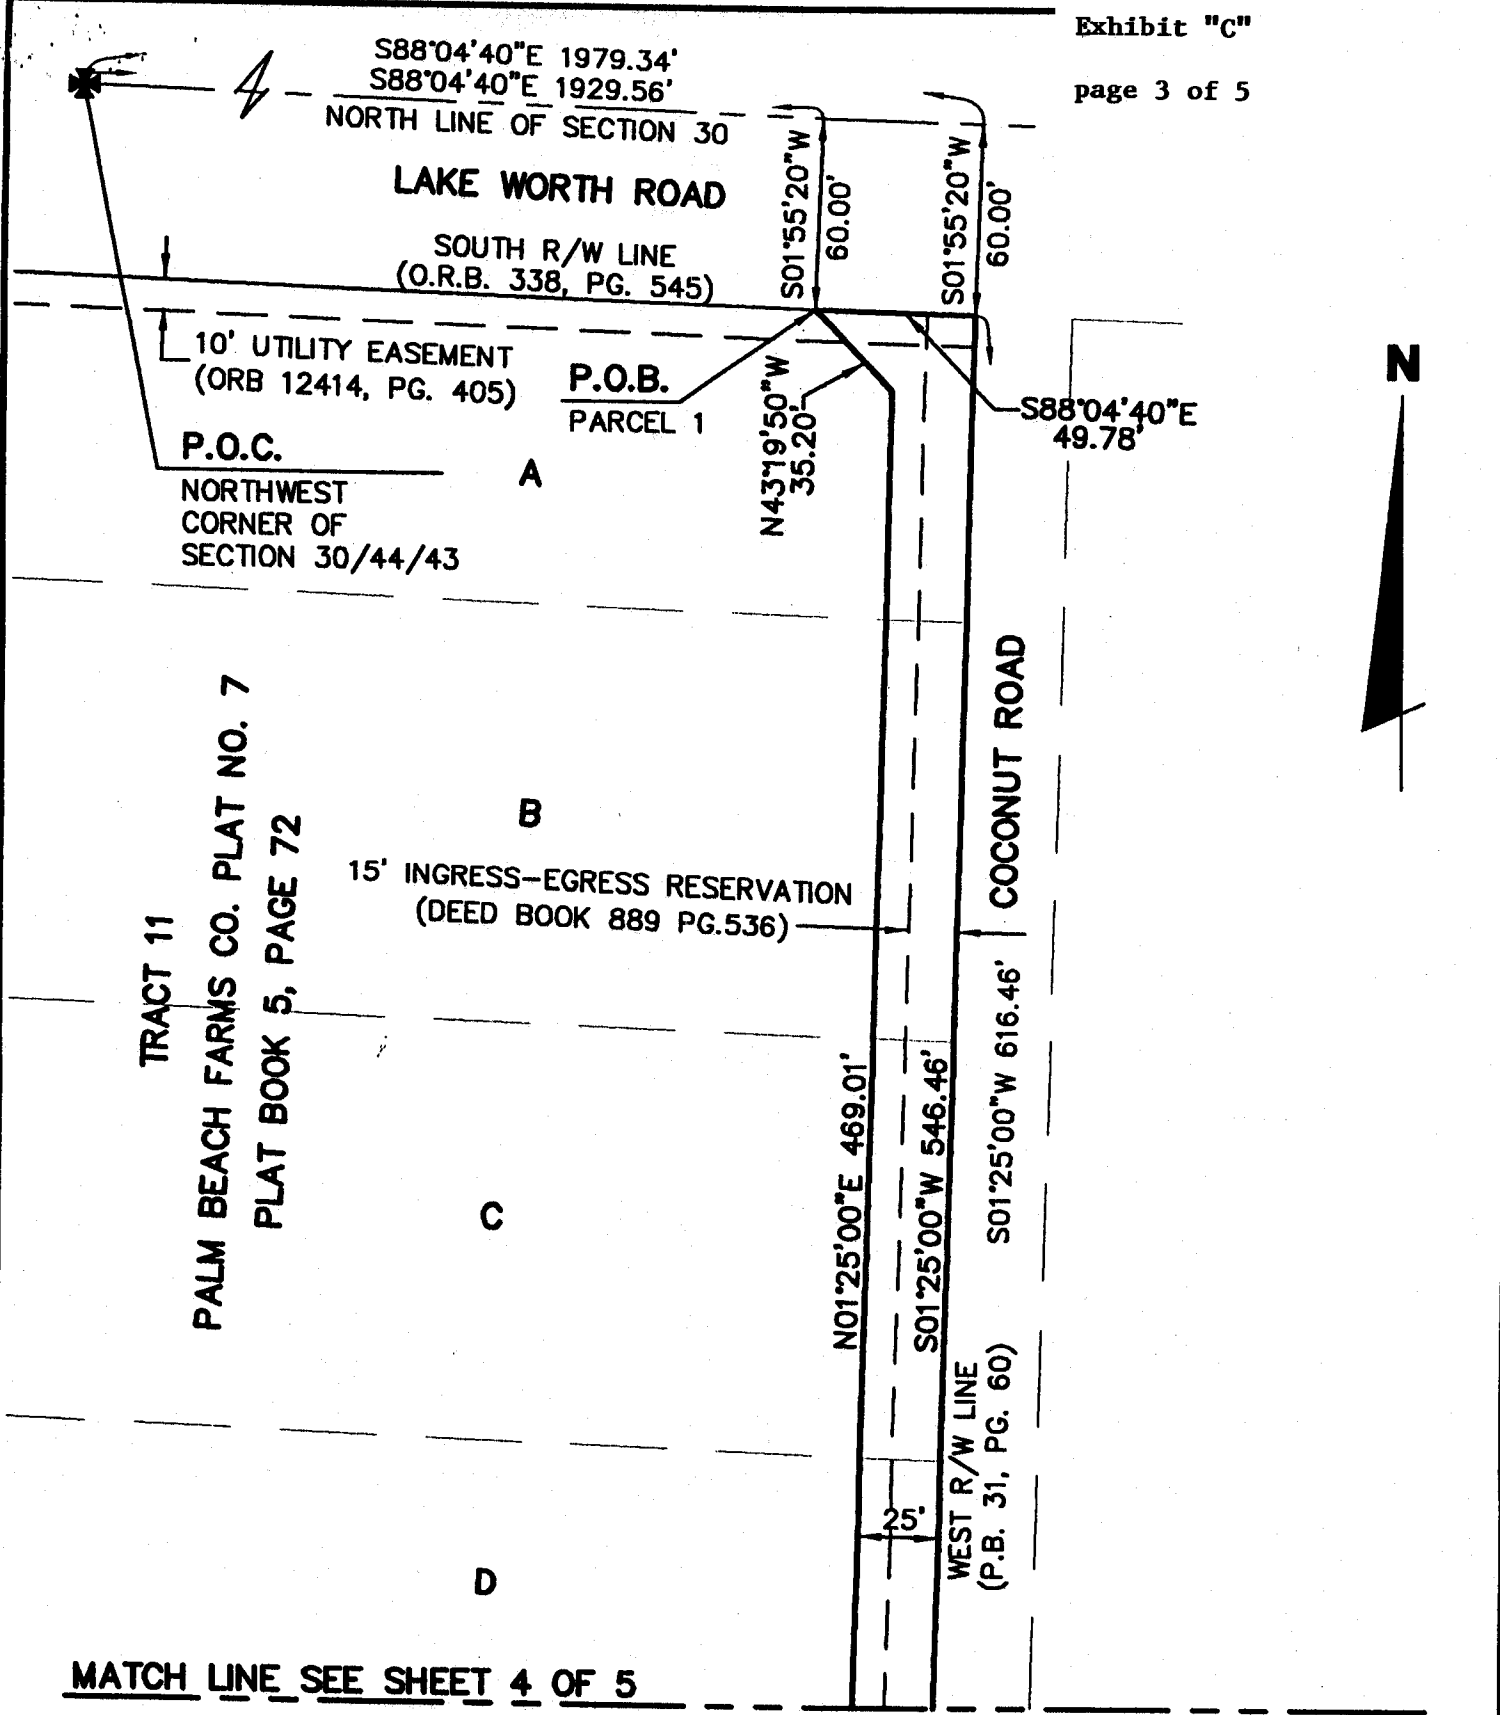 Exhibit "C"
page 3 of 5
S88°04'40"E 1979.34'
S88°04'40"E 1929.56'
NORTH LINE OF SECTION 30
LAKE WORTH ROAD
SOUTH R/W LINE
(O.R.B. 338, PG. 545)
S01°55'20"W
60.00'
S01°55'20"W
60.00'
10' UTILITY EASEMENT
(ORB 12414, PG. 405)
P.O.B.
PARCEL 1
N43°19'50"W
35.20'
S88°04'40"E
49.78'
N
P.O.C.
NORTHWEST
CORNER OF
SECTION 30/44/43
A
TRACT 11
PALM BEACH FARMS CO. PLAT NO. 7
PLAT BOOK 5, PAGE 72
B
15' INGRESS-EGRESS RESERVATION
(DEED BOOK 889 PG.536)
COCONUT ROAD
S01°25'00"W 616.46'
N01°25'00"E 469.01'
S01°25'00"W 546.46'
C
WEST R/W LINE
(P.B. 31, PG. 60)
25'
D
MATCH LINE SEE SHEET 4 OF 5